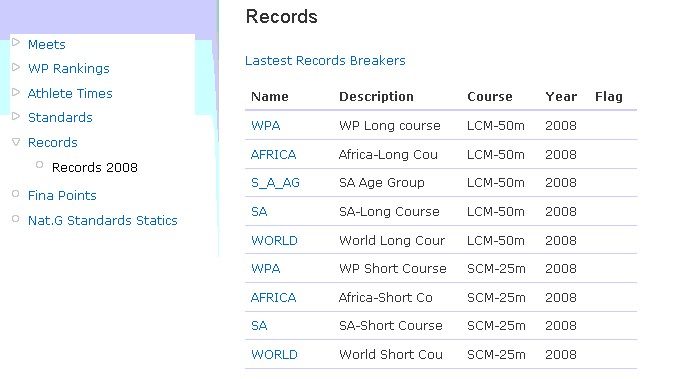 Meets
WP Rankings
Athlete Times
Standards
Records
Records 2008
Fina Points
Nat.G Standards Statics
Records
Lastest Records Breakers
Name Description Course Year Flag
WPA WP Long course LCM-50m 2008
AFRICA Africa-Long Cou LCM-50m 2008
S_A_AG SA Age Group LCM-50m 2008
SA SA-Long Course LCM-50m 2008
WORLD World Long Cour LCM-50m 2008
WPA WP Short Course SCM-25m 2008
AFRICA Africa-Short Co SCM-25m 2008
SA SA-Short Course SCM-25m 2008
WORLD World Short Cou SCM-25m 2008